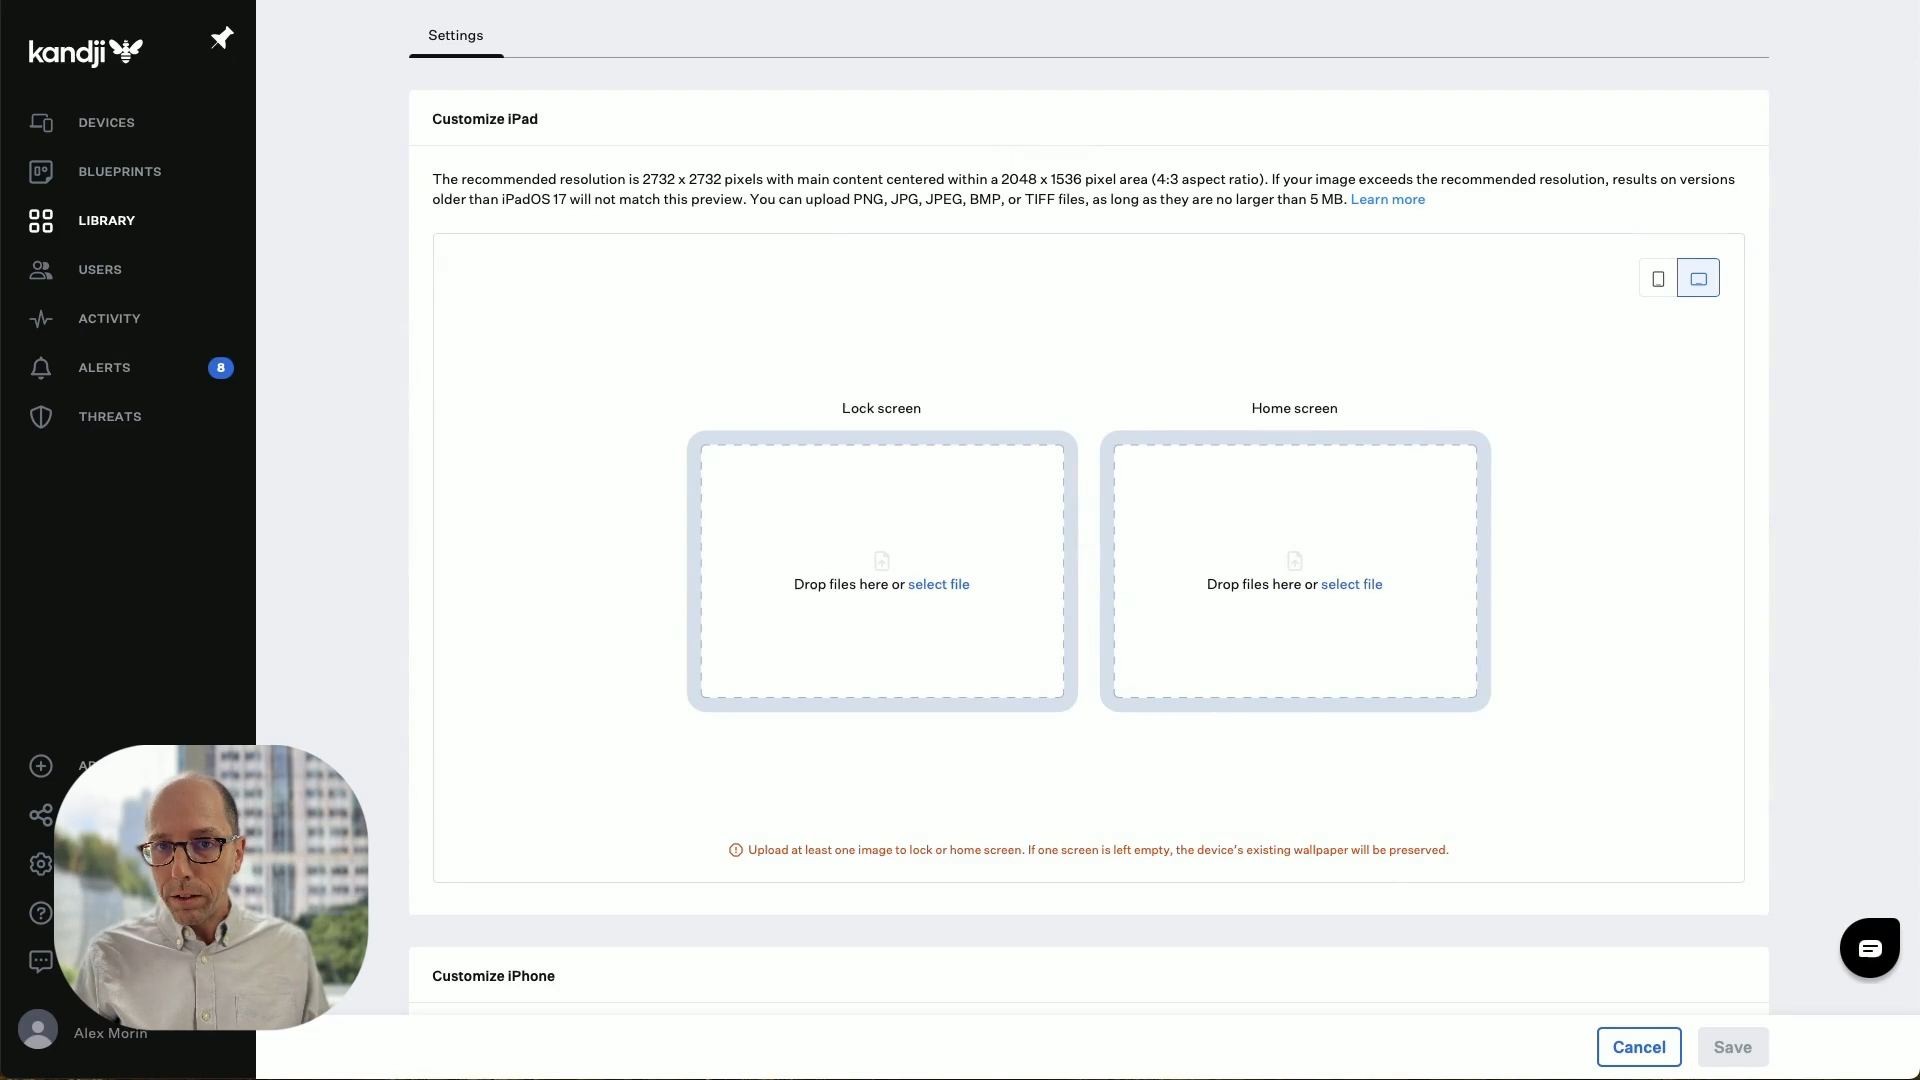 kandji
DEVICES
BLUEPRINTS
LIBRARY
USERS
ACTIVITY
ALERTS
8
THREATS
Alex Morin
Settings
Customize iPad
The recommended resolution is 2732 x 2732 pixels with main content centered within a 2048 x 1536 pixel area (4:3 aspect ratio). If your image exceeds the recommended resolution, results on versions
older than iPadOS 17 will not match this preview. You can upload PNG, JPG, JPEG, BMP, or TIFF files, as long as they are no larger than 5 MB. Learn more
Lock screen
Home screen
Drop files here or select file
Drop files here or select file
Upload at least one image to lock or home screen. If one screen is left empty, the device's existing wallpaper will be preserved.
Customize iPhone
Cancel
Save